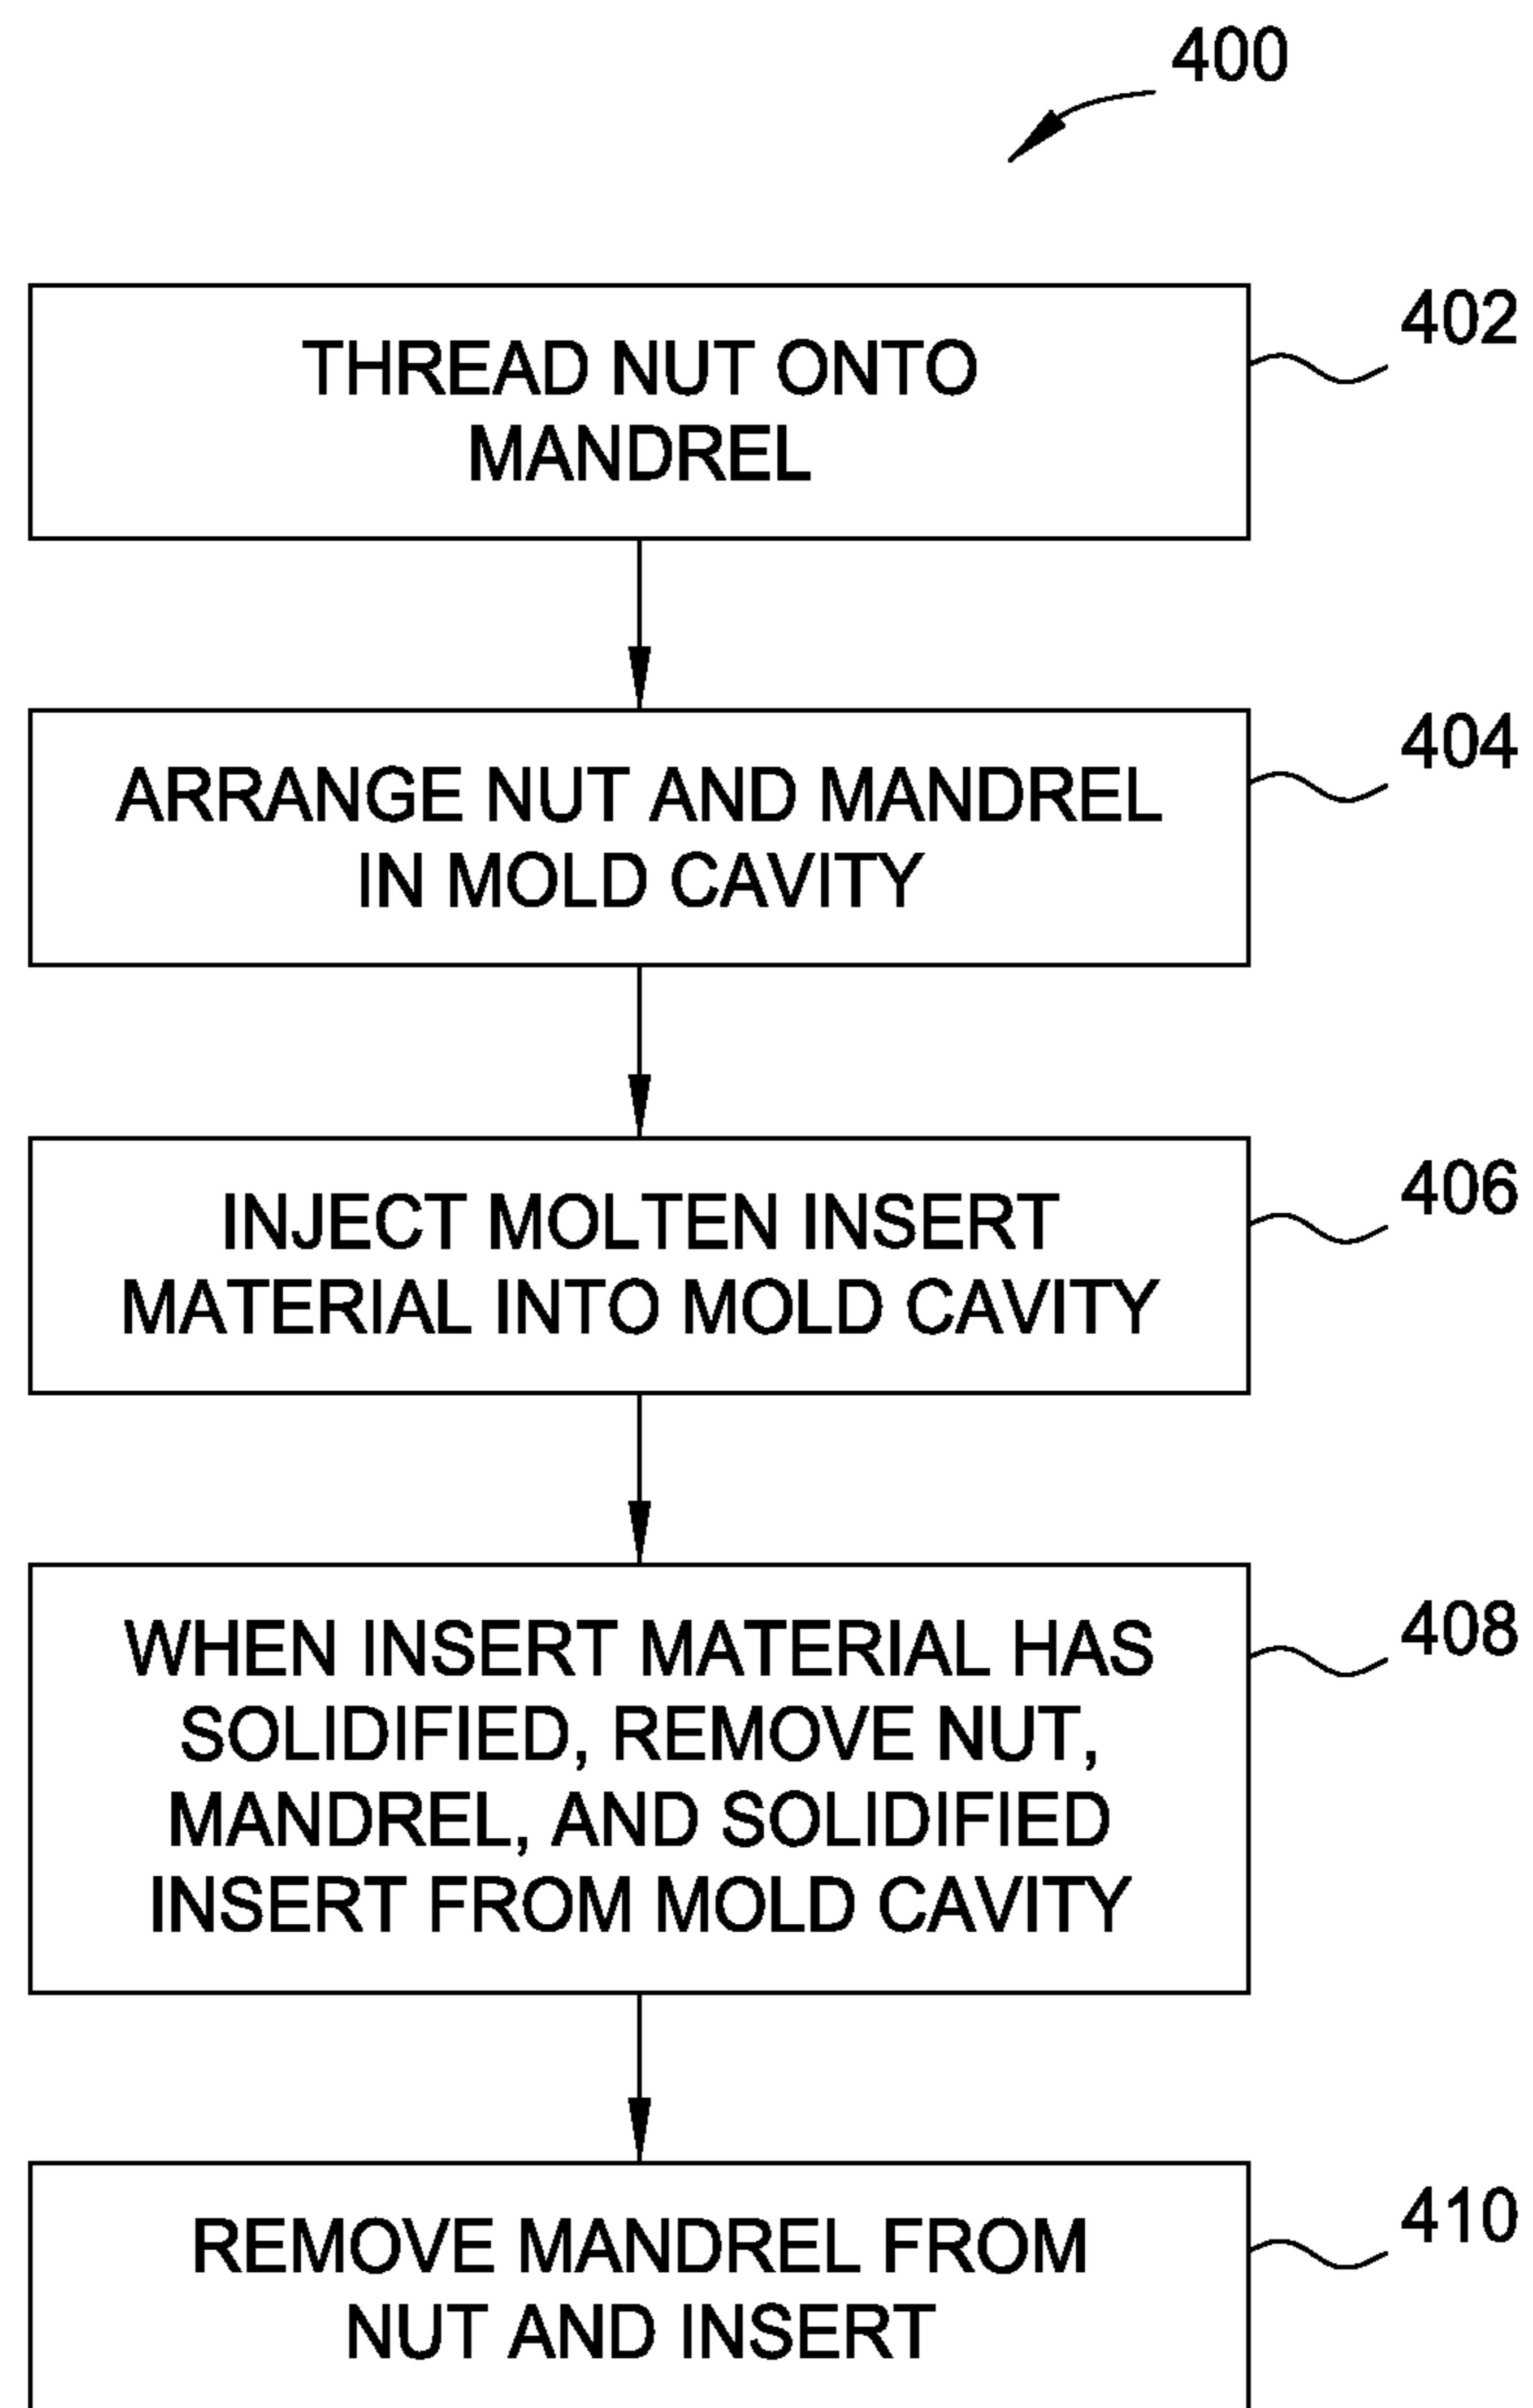 400
THREAD NUT ONTO
MANDREL
402
ARRANGE NUT AND MANDREL
IN MOLD CAVITY
404
INJECT MOLTEN INSERT
MATERIAL INTO MOLD CAVITY
406
WHEN INSERT MATERIAL HAS
SOLIDIFIED, REMOVE NUT,
MANDREL, AND SOLIDIFIED
INSERT FROM MOLD CAVITY
408
REMOVE MANDREL FROM
NUT AND INSERT
410